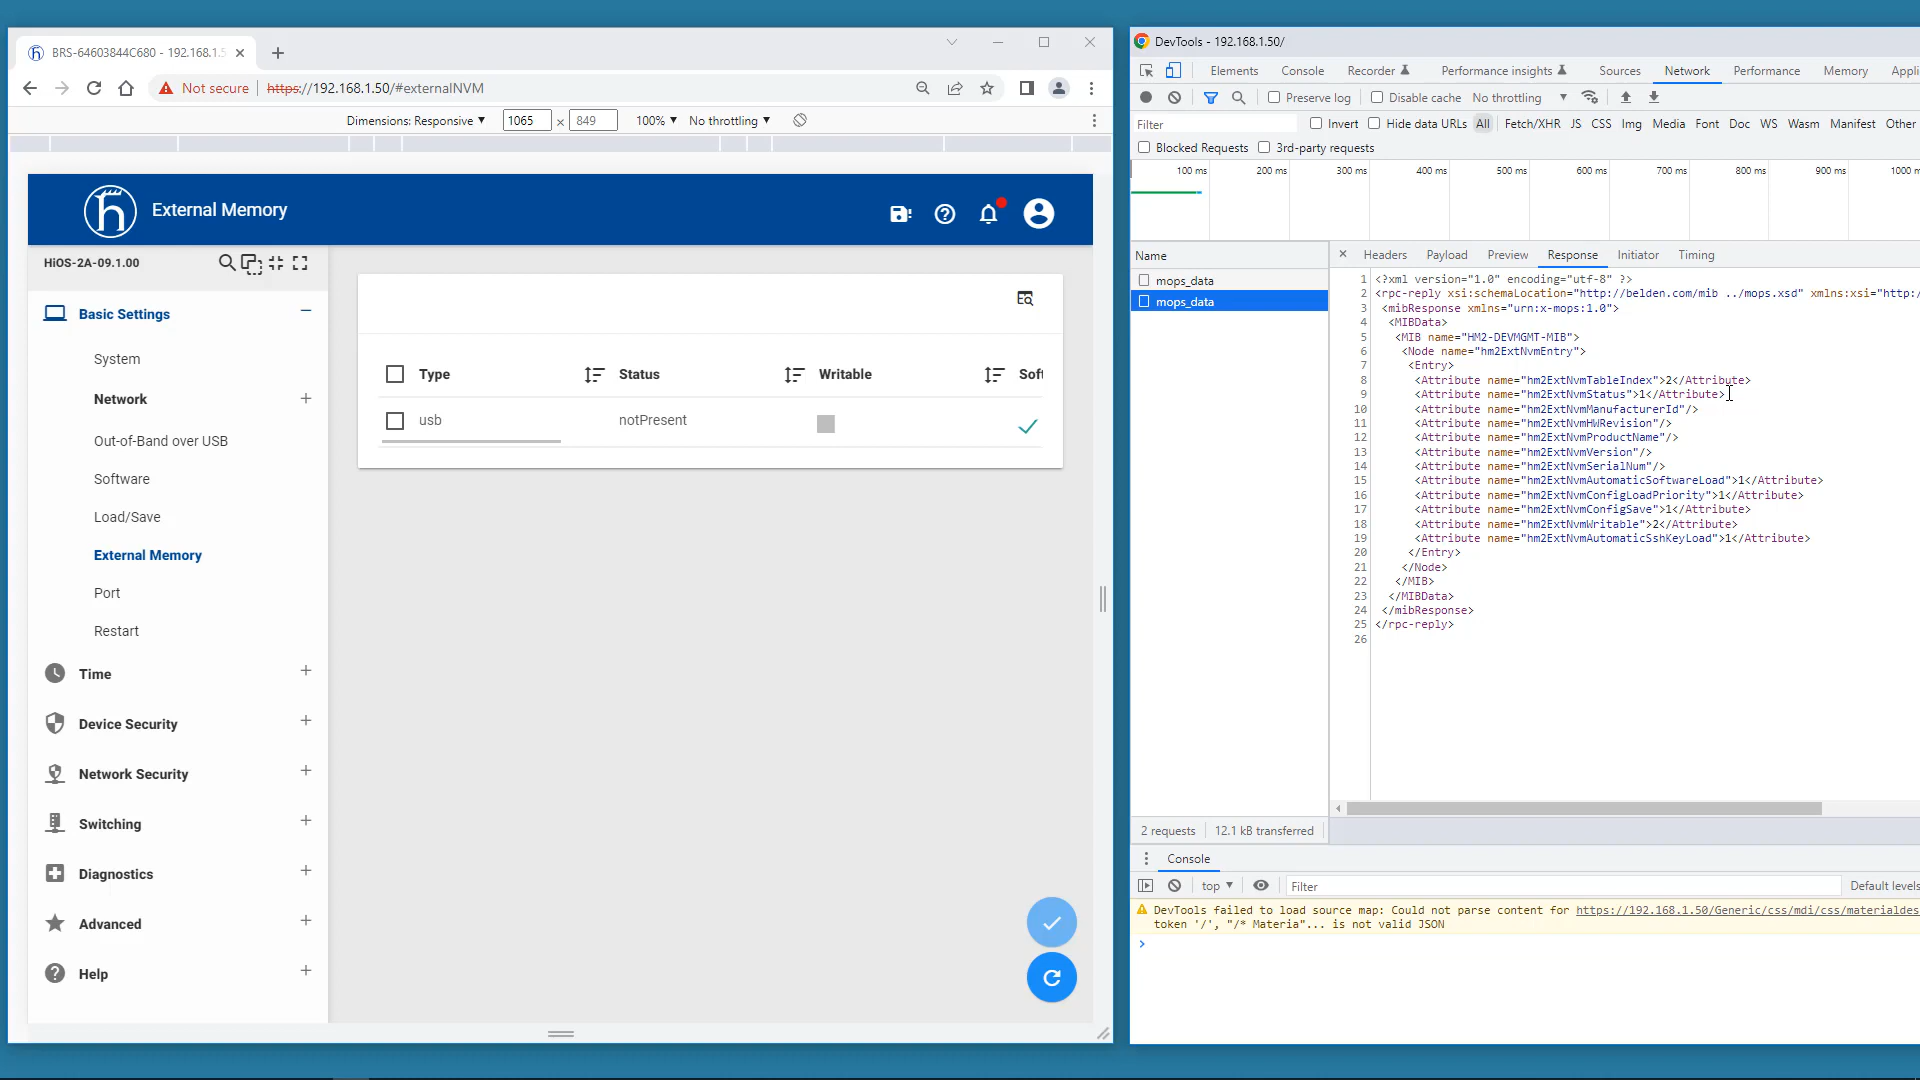 BRS-64603844C680 - 192.168.1.5
Not secure
https://192.168.1.50/#externalNVM
Dimensions: Responsive
1065
x
849
100%
No throttling
External Memory
HiOS-2A-09.1.00
Basic Settings
System
Network
Out-of-Band over USB
Software
Load/Save
External Memory
Port
Restart
Time
Device Security
Network Security
Switching
Diagnostics
Advanced
Help
Type
Status
Writable
Soft
usb
notPresent
DevTools - 192.168.1.50/
Elements
Console
Recorder
Performance insights
Sources
Network
Performance
Memory
Appli
Preserve log
Disable cache
No throttling
Filter
Invert
Hide data URLs
All
Fetch/XHR
JS
CSS
Img
Media
Font
Doc
WS
Wasm
Manifest
Other
Blocked Requests
3rd-party requests
100 ms
200 ms
300 ms
400 ms
500 ms
600 ms
700 ms
800 ms
900 ms
1000 m
Name
mops_data
mops_data
Headers
Payload
Preview
Response
Initiator
Timing
1 <?xml version="1.0" encoding="utf-8" ?>
2 <rpc-reply xsi:schemaLocation="http://belden.com/mib ../mops.xsd" xmlns:xsi="http:/
3 <mibResponse xmlns="urn:x-mops:1.0">
4 <MIBData>
5 <MIB name="HM2-DEVMGMT-MIB">
6 <Node name="hm2ExtNvmEntry">
7 <Entry>
8 <Attribute name="hm2ExtNvmTableIndex">2</Attribute>
9 <Attribute name="hm2ExtNvmStatus">1</Attribute>
10 <Attribute name="hm2ExtNvmManufacturerId"/>
11 <Attribute name="hm2ExtNvmHWRevision"/>
12 <Attribute name="hm2ExtNvmProductName"/>
13 <Attribute name="hm2ExtNvmVersion"/>
14 <Attribute name="hm2ExtNvmSerialNum"/>
15 <Attribute name="hm2ExtNvmAutomaticSoftwareLoad">1</Attribute>
16 <Attribute name="hm2ExtNvmConfigLoadPriority">1</Attribute>
17 <Attribute name="hm2ExtNvmConfigSave">1</Attribute>
18 <Attribute name="hm2ExtNvmWritable">2</Attribute>
19 <Attribute name="hm2ExtNvmAutomaticSshKeyLoad">1</Attribute>
20 </Entry>
21 </Node>
22 </MIB>
23 </MIBData>
24 </mibResponse>
25 </rpc-reply>
26
2 requests
12.1 kB transferred
Console
top
Filter
Default levels
DevTools failed to load source map: Could not parse content for https://192.168.1.50/Generic/css/mdi/css/materialdes
token '/', "/* Materia"... is not valid JSON